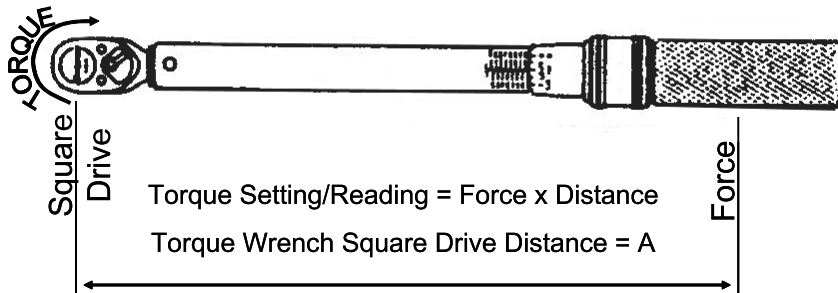 TORQUE
Square
Drive
Force
Torque Setting/Reading = Force x Distance
Torque Wrench Square Drive Distance = A